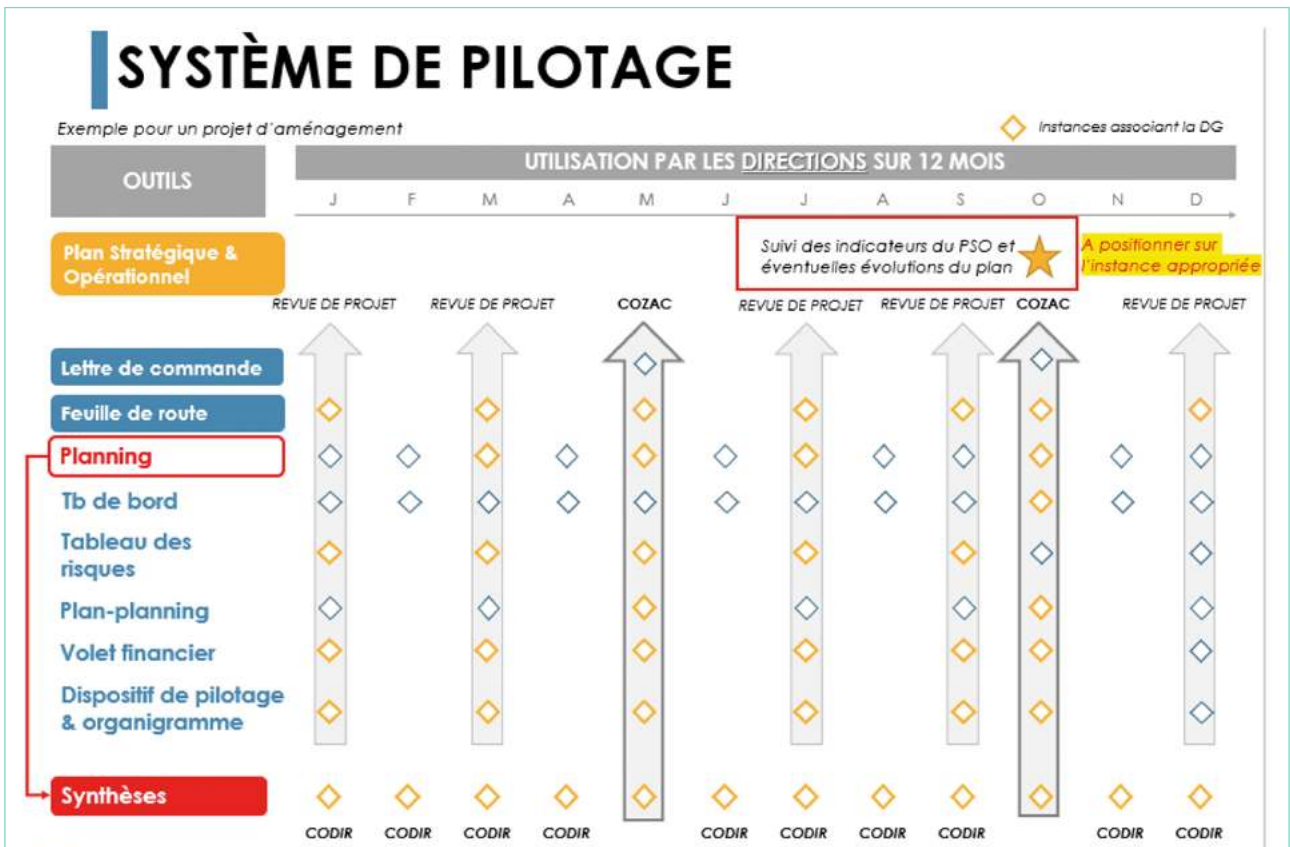 SYSTÈME DE PILOTAGE
Exemple pour un projet d'aménagement
Instances associant la DG
OUTILS
UTILISATION PAR LES DIRECTIONS SUR 12 MOIS
J F M A M J J A S O N D
Plan Stratégique &
Opérationnel
Suivi des indicateurs du PSO et
éventuelles évolutions du plan
A positionner sur
l'instance appropriée
REVUE DE PROJET REVUE DE PROJET COZAC REVUE DE PROJET REVUE DE PROJET COZAC REVUE DE PROJET
Lettre de commande
Feuille de route
Planning
Tb de bord
Tableau des
risques
Plan-planning
Volet financier
Dispositif de pilotage
& organigramme
Synthèses
CODIR CODIR CODIR CODIR CODIR CODIR CODIR CODIR CODIR CODIR